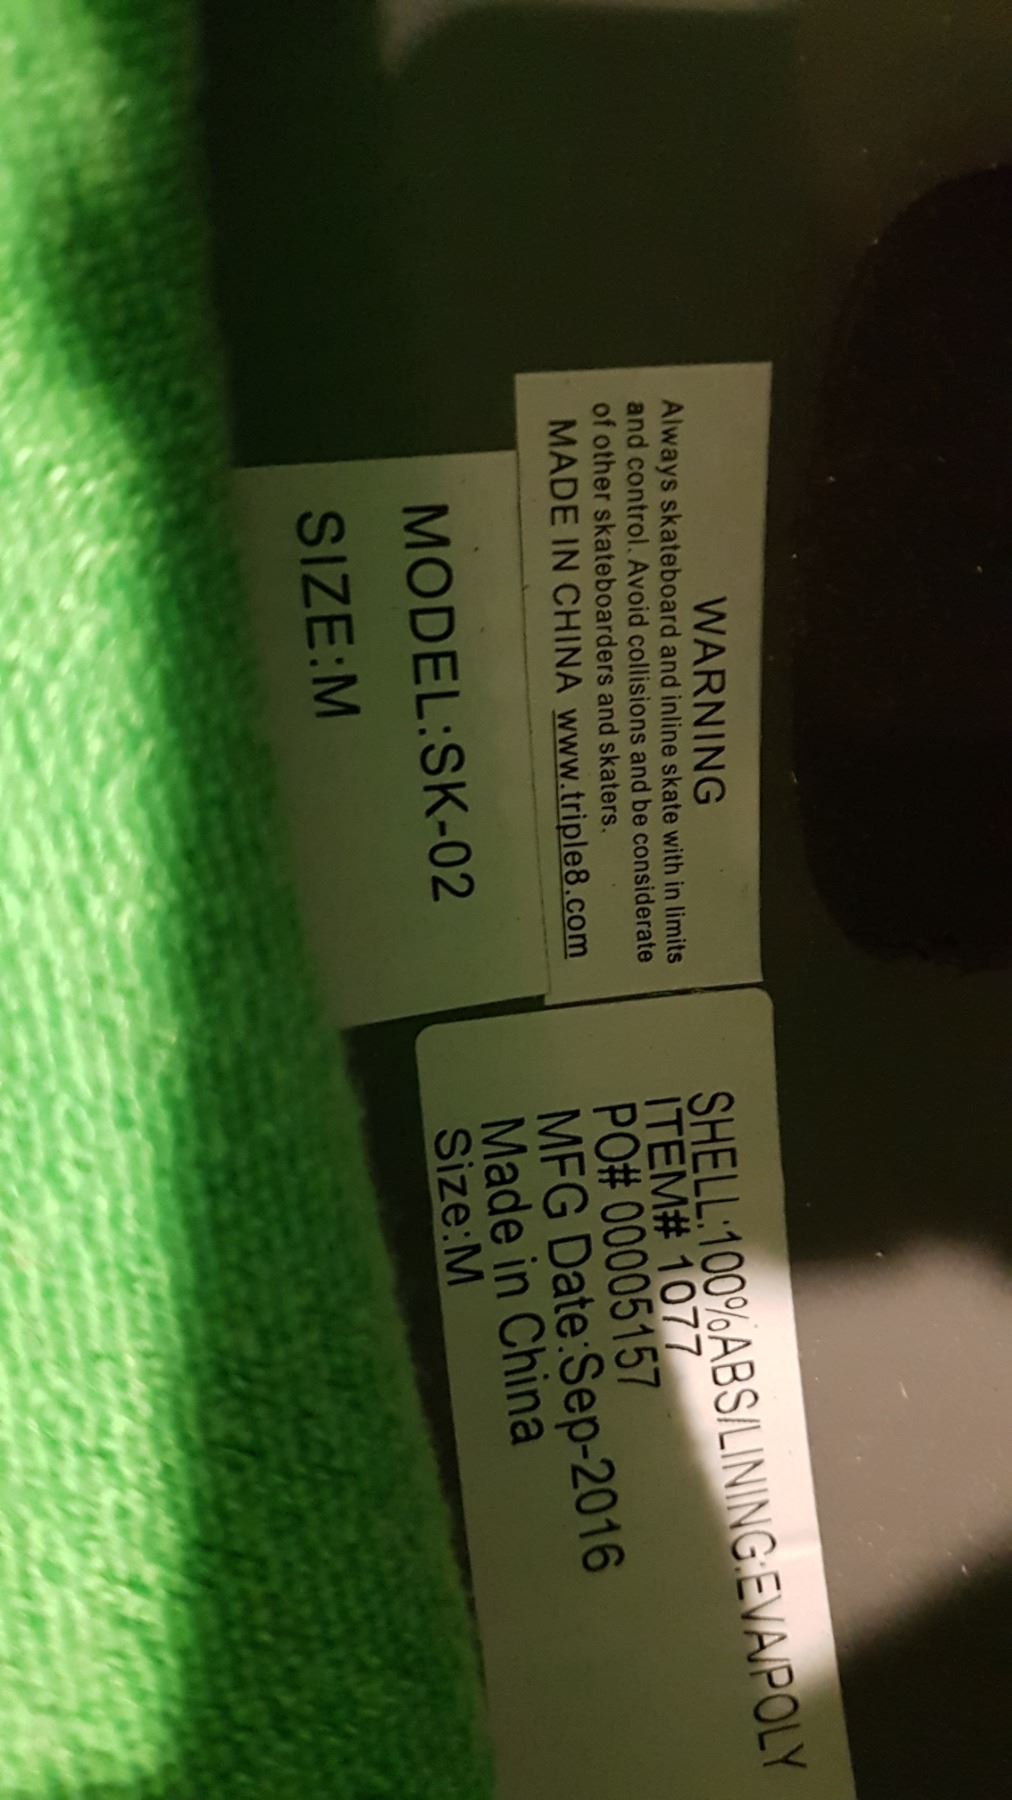 WARNING
Always skateboard and inline skate with in limits
and control. Avoid collisions and be considerate
of other skateboarders and skaters.
MADE IN CHINA www.triple8.com
MODEL:SK-02
SIZE:M
SHELL:100%ABS/LINING:EVA/POLY
ITEM# 1077
PO# 00005157
MFG Date:Sep-2016
Made in China
Size:M